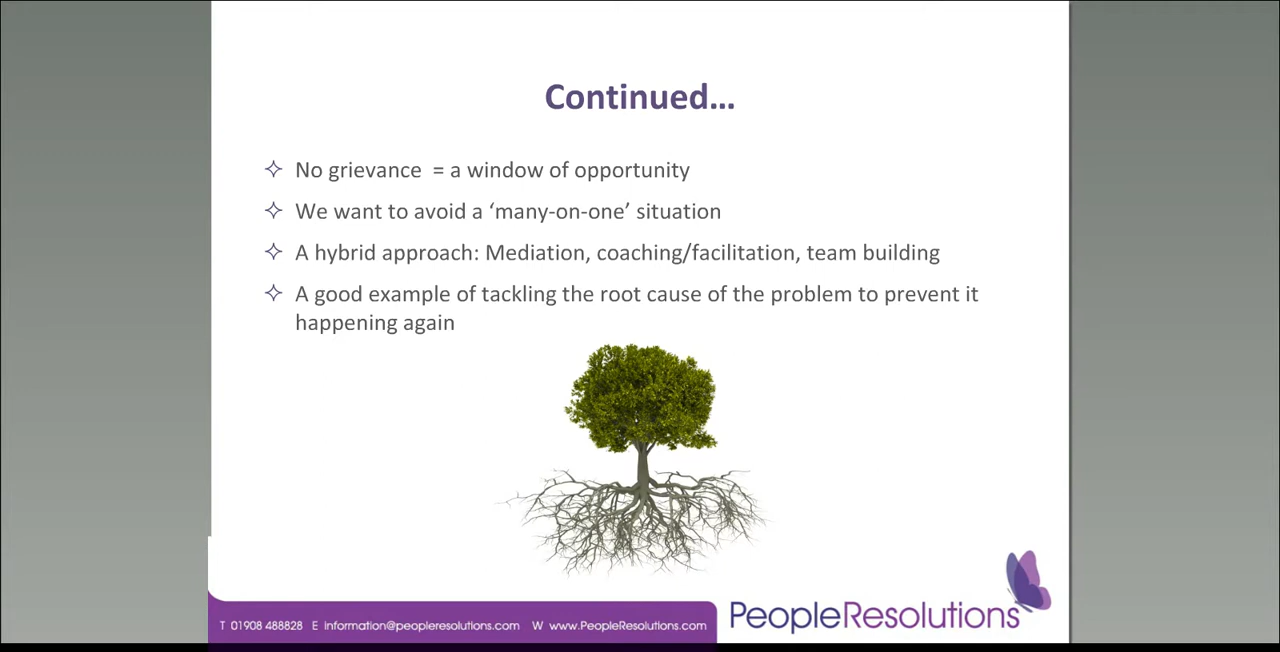 Continued...
No grievance = a window of opportunity
We want to avoid a ‘many-on-one’ situation
A hybrid approach: Mediation, coaching/facilitation, team building
A good example of tackling the root cause of the problem to prevent it
happening again
T 01908 488828 E information@peopleresolutions.com W www.PeopleResolutions.com
PeopleResolutions